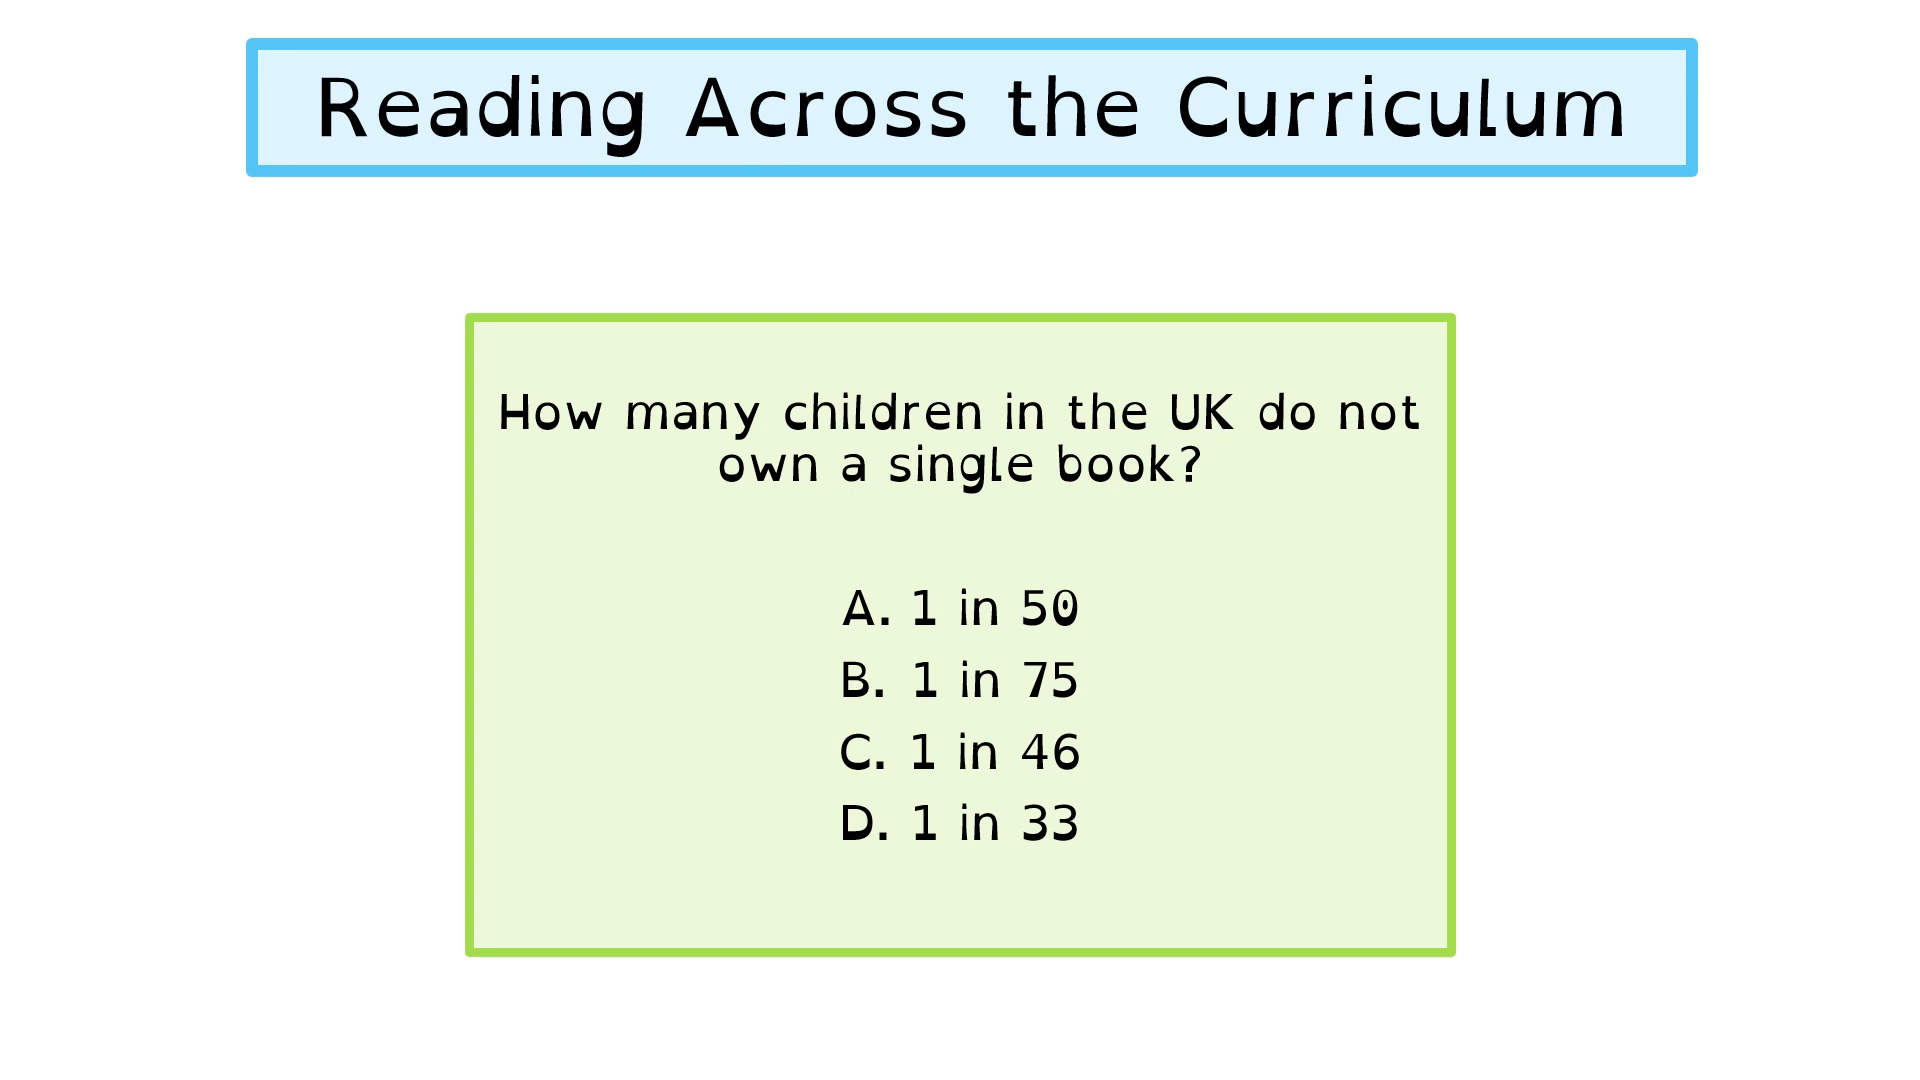 Reading Across the Curriculum
How many children in the UK do not
own a single book?
A. 1 in 50
B. 1 in 75
C. 1 in 46
D. 1 in 33